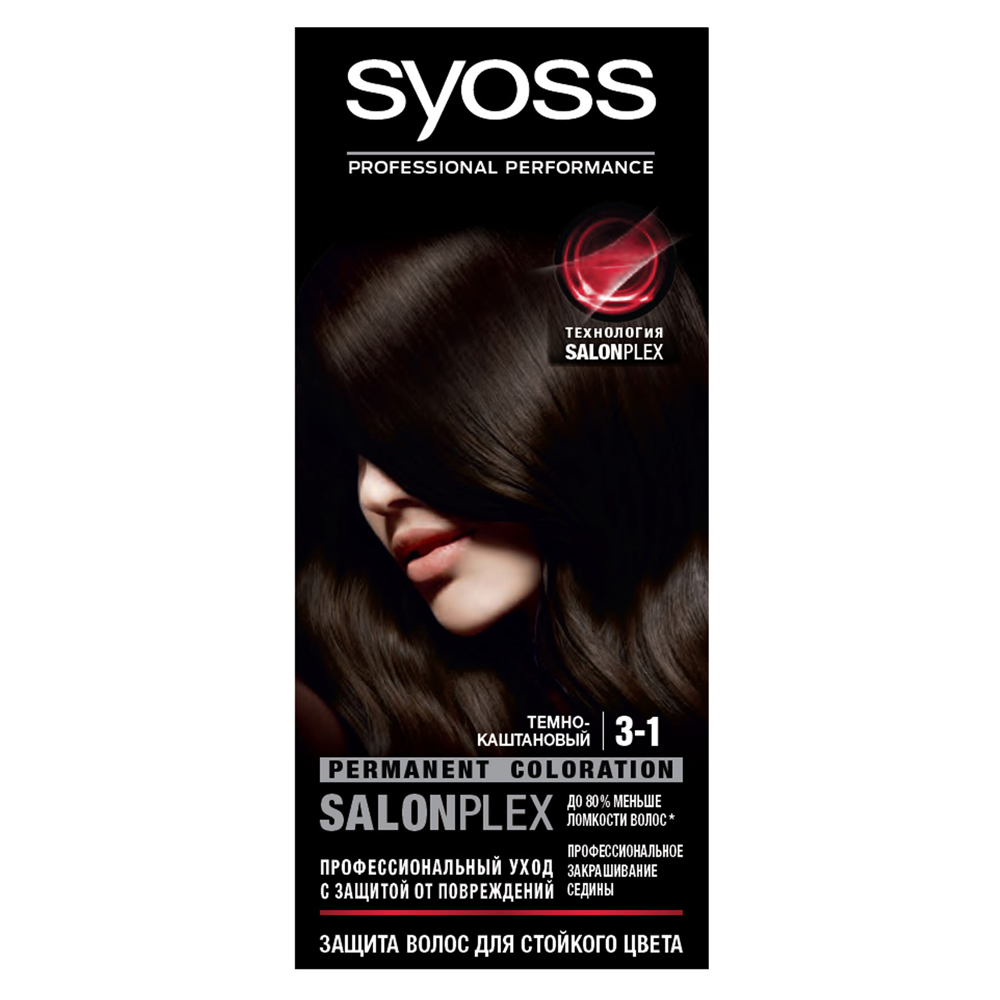 syoss
PROFESSIONAL PERFORMANCE
ТЕХНОЛОГИЯ
SALONPLEX
ТЕМНО-
КАШТАНОВЫЙ 3-1
PERMANENT COLORATION
SALONPLEX
ДО 80% МЕНЬШЕ
ЛОМКОСТИ ВОЛОС*
ПРОФЕССИОНАЛЬНЫЙ УХОД
С ЗАЩИТОЙ ОТ ПОВРЕЖДЕНИЙ
ПРОФЕССИОНАЛЬНОЕ
ЗАКРАШИВАНИЕ
СЕДИНЫ
ЗАЩИТА ВОЛОС ДЛЯ СТОЙКОГО ЦВЕТА